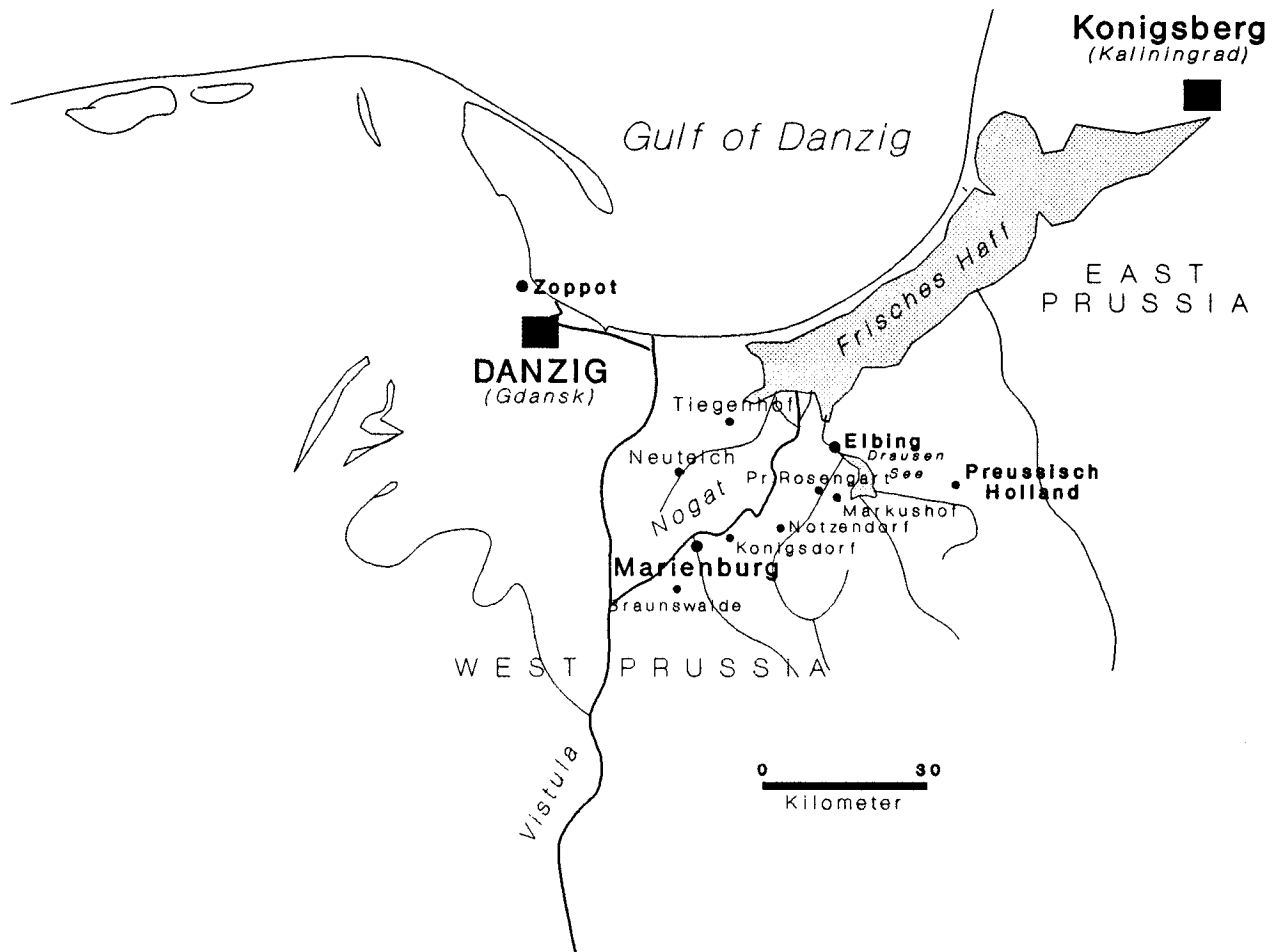 Konigsberg
(Kaliningrad)
Gulf of Danzig
EAST
PRUSSIA
Frisches Haff
Zoppot
DANZIG
(Gdansk)
Tiegenhof
Elbing
Drausen
See
Neuteich
Pr.Rosengart
Preussisch
Holland
Nogat
Markushof
Notzendorf
Konigsdorf
Marienburg
Braunswalde
WEST PRUSSIA
Vistula
0 30
Kilometer